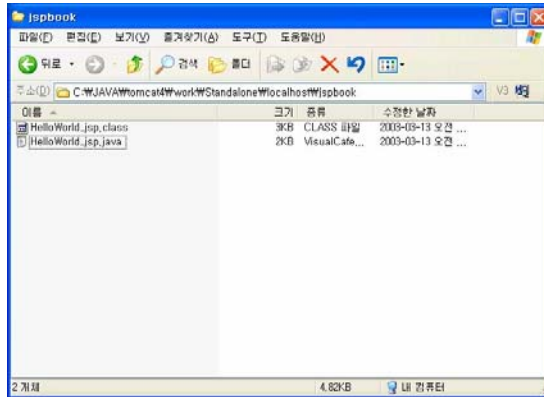 jspbook
파일(F) 편집(E) 보기(V) 즐겨찾기(A) 도구(T) 도움말(H)
뒤로 검색 폴더
주소(D) C:₩JAVA₩tomcat4₩work₩Standalone₩localhost₩jspbook V3
이름 크기 종류 수정한 날짜
HelloWorld_jsp.class 3KB CLASS 파일 2003-03-13 오전 ...
HelloWorld_jsp.java 2KB VisualCafe... 2003-03-13 오전 ...
2 개체 4.82KB 내 컴퓨터